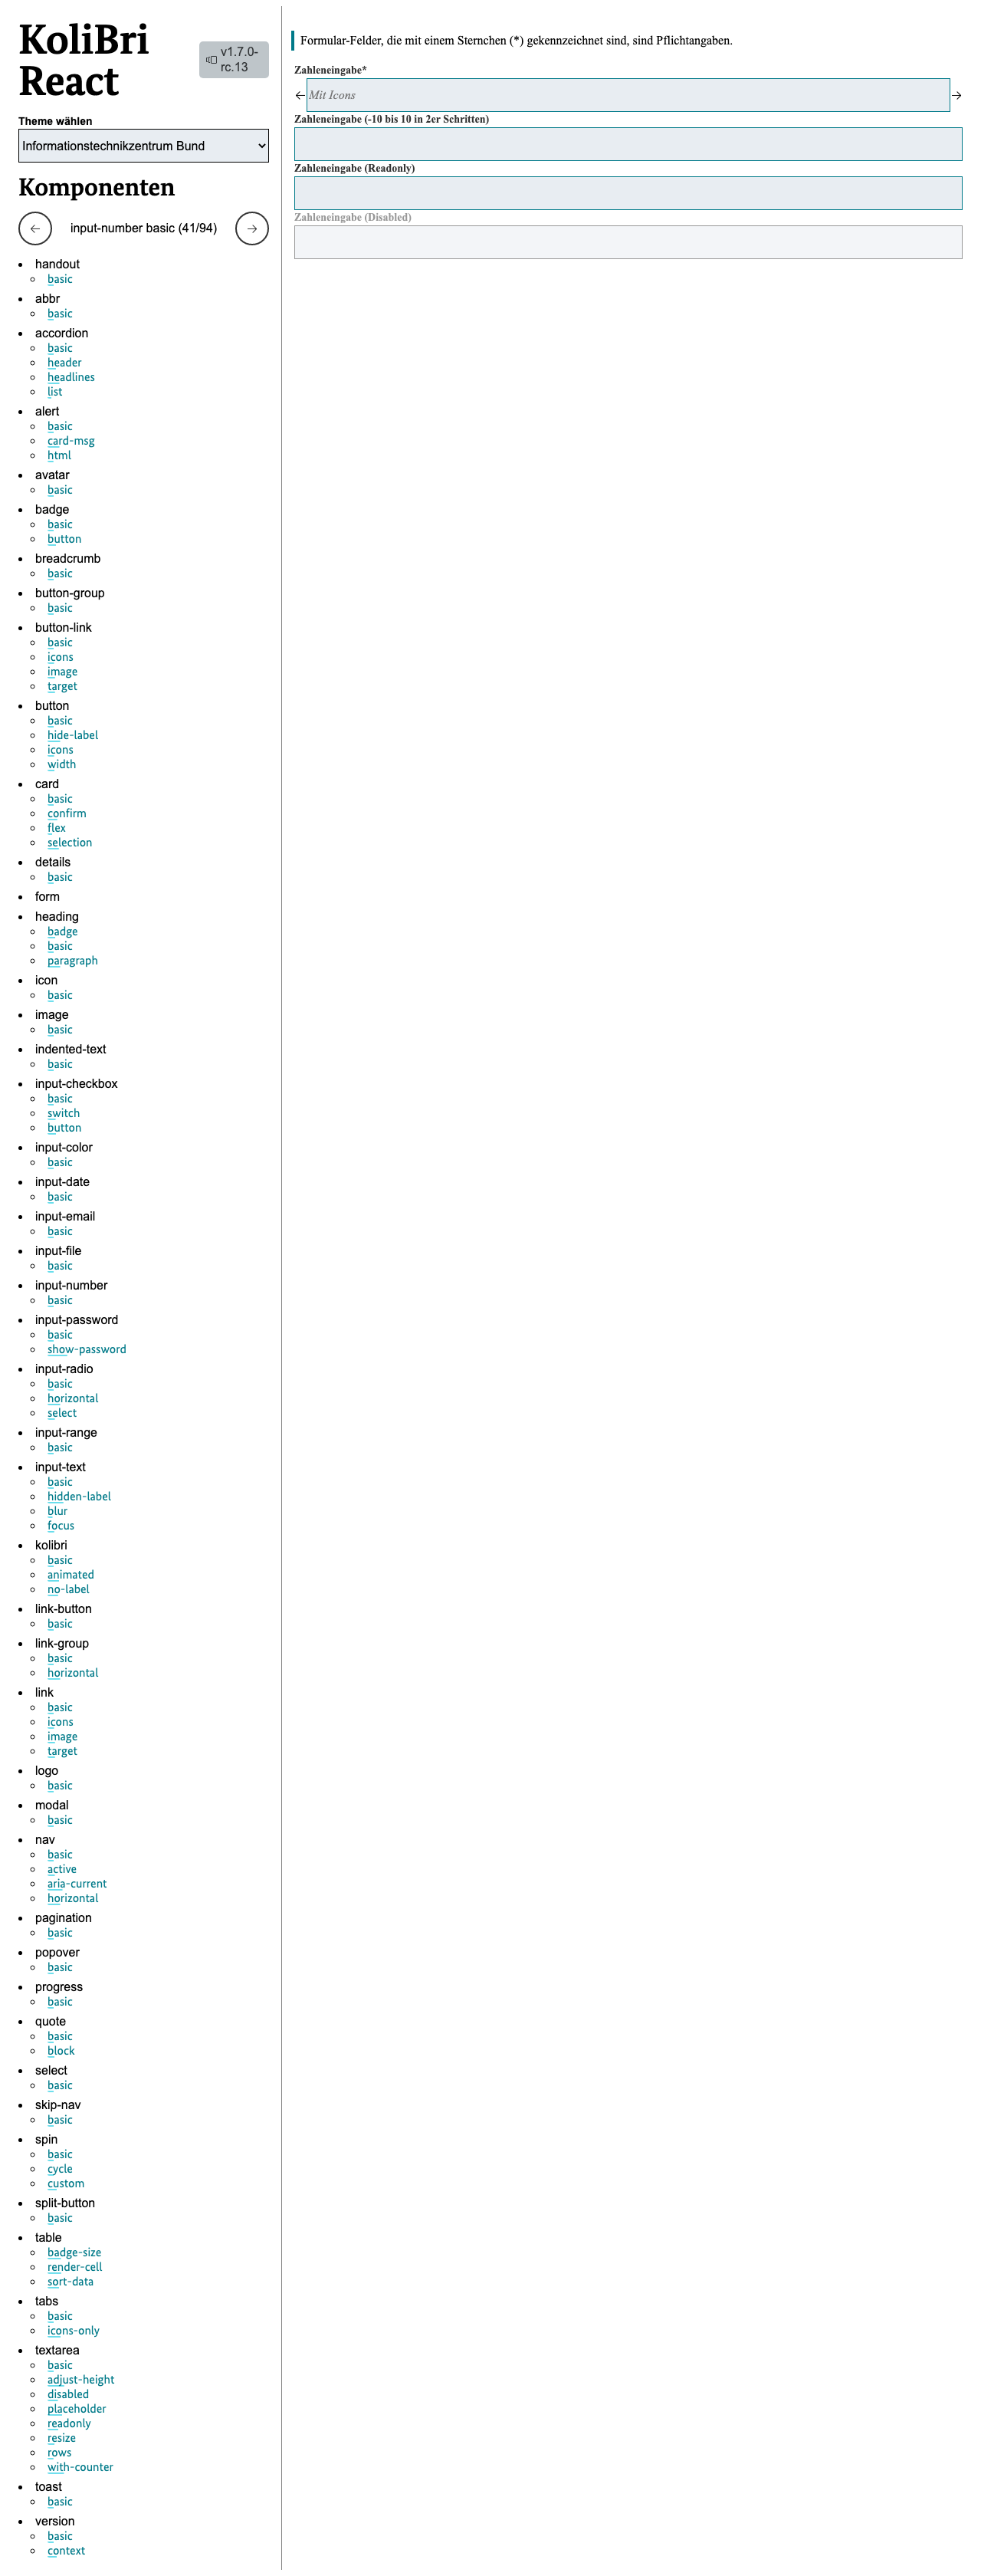 KoliBri
React
v1.7.0-
rc.13
Theme wählen
Informationstechnikzentrum Bund
Komponenten
input-number basic (41/94)
handout
basic
abbr
basic
accordion
basic
header
headlines
list
alert
basic
card-msg
html
avatar
basic
badge
basic
button
breadcrumb
basic
button-group
basic
button-link
basic
icons
image
target
button
basic
hide-label
icons
width
card
basic
confirm
flex
selection
details
basic
form
heading
badge
basic
paragraph
icon
basic
image
basic
indented-text
basic
input-checkbox
basic
switch
button
input-color
basic
input-date
basic
input-email
basic
input-file
basic
input-number
basic
input-password
basic
show-password
input-radio
basic
horizontal
select
input-range
basic
input-text
basic
hidden-label
blur
focus
kolibri
basic
animated
no-label
link-button
basic
link-group
basic
horizontal
link
basic
icons
image
target
logo
basic
modal
basic
nav
basic
active
aria-current
horizontal
pagination
basic
popover
basic
progress
basic
quote
basic
block
select
basic
skip-nav
basic
spin
basic
cycle
custom
split-button
basic
table
badge-size
render-cell
sort-data
tabs
basic
icons-only
textarea
basic
adjust-height
disabled
placeholder
readonly
resize
rows
with-counter
toast
basic
version
basic
context
Formular-Felder, die mit einem Sternchen (*) gekennzeichnet sind, sind Pflichtangaben.
Zahleneingabe*
Mit Icons
Zahleneingabe (-10 bis 10 in 2er Schritten)
Zahleneingabe (Readonly)
Zahleneingabe (Disabled)